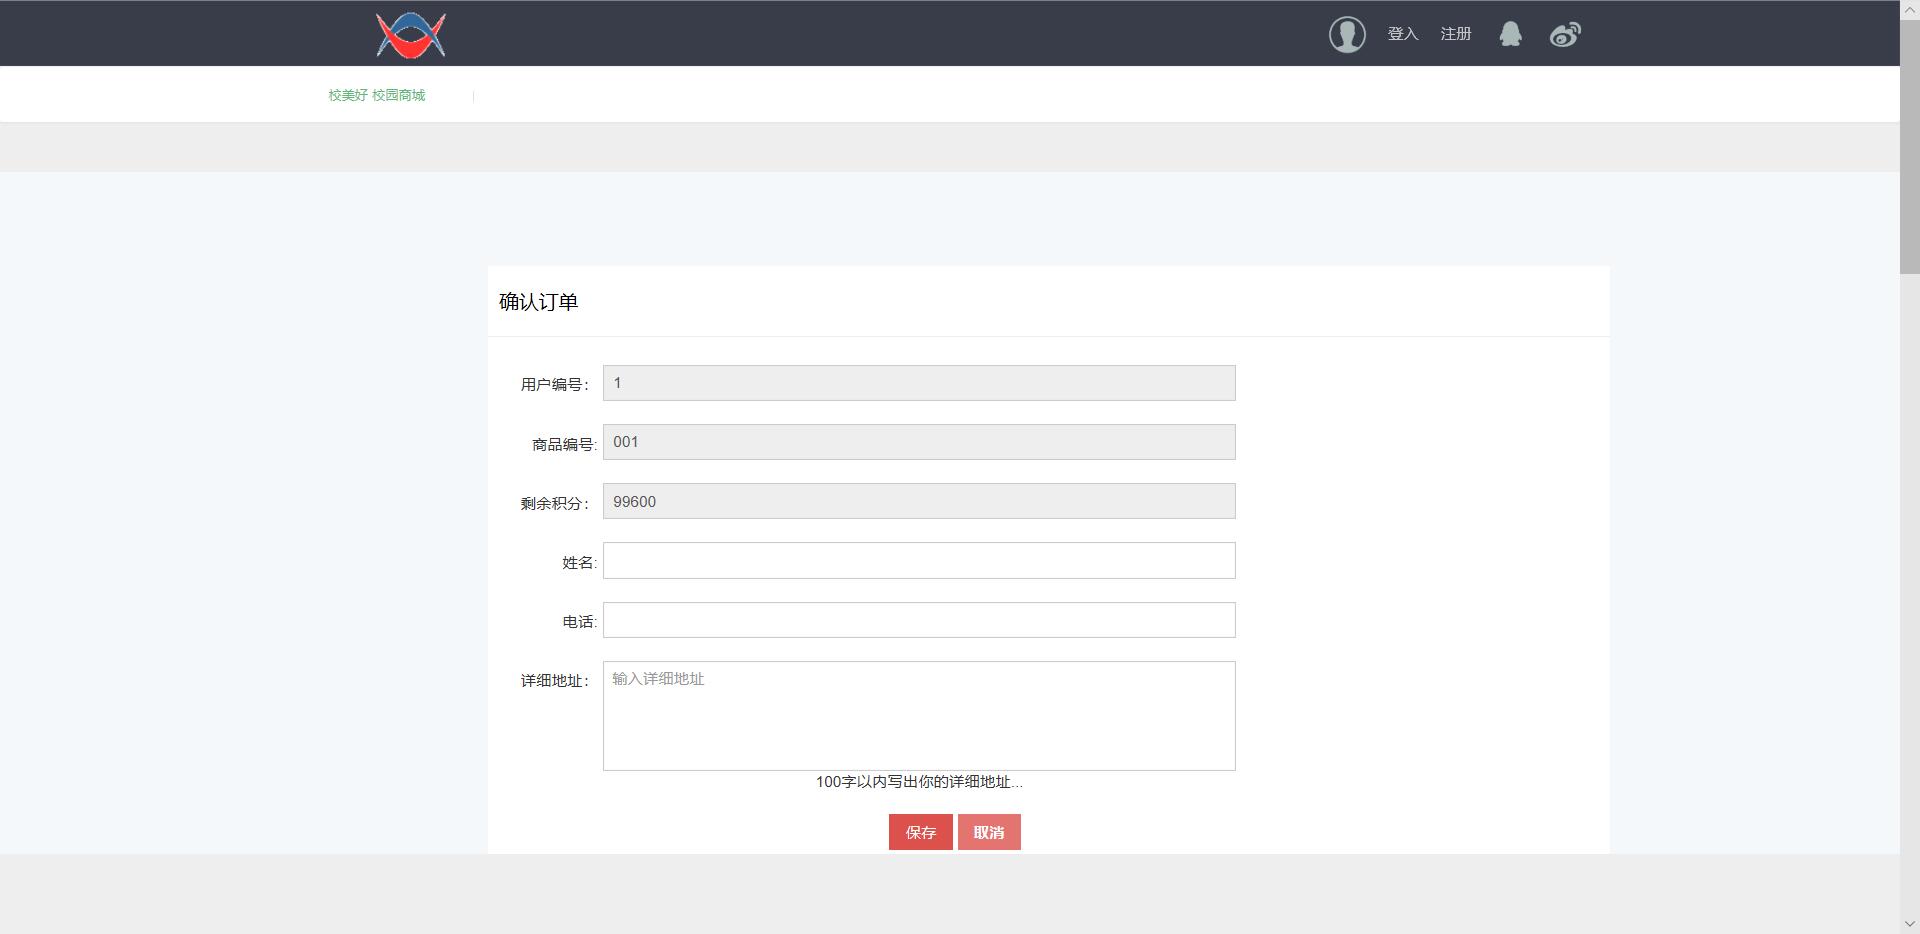 登入 注册
校美好 校园商城
确认订单
用户编号： 1
商品编号: 001
剩余积分： 99600
姓名:
电话:
详细地址： 输入详细地址
100字以内写出你的详细地址...
保存 取消